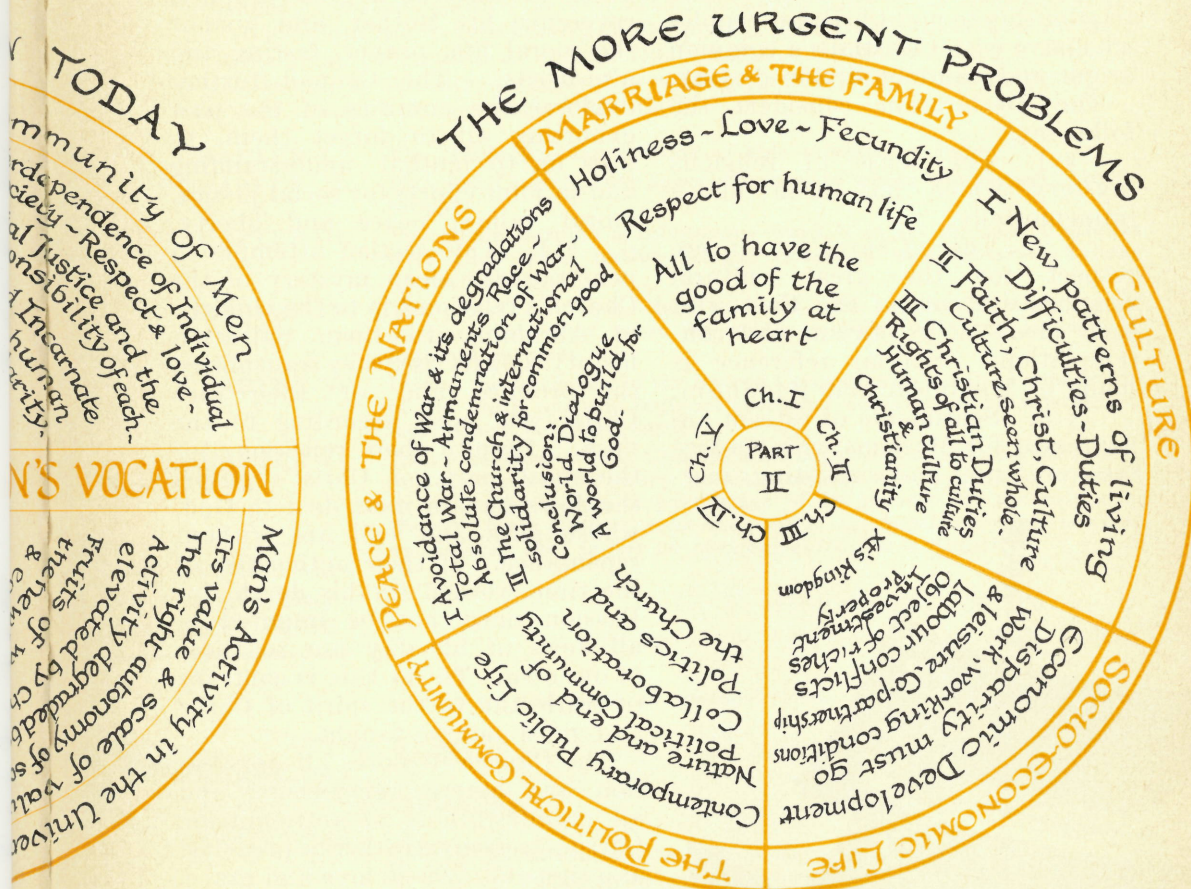 N TODAY
mmunity of Men
rdependence of Individual
ciety ~ Respect & love ~
al Justice and the
onsibility of each.
d Incarnate
human
arity.
N'S VOCATION
Man's Activity in the Univer
Its value & scale of valu
The right autonomy of sc
Activity degraded b
elevated by Ch
Fruits of w
the new
& ea
THE MORE URGENT PROBLEMS
MARRIAGE & THE FAMILY
Holiness ~ Love ~ Fecundity
Respect for human life
All to have the
good of the
family at
heart
Ch. I
CULTURE
I New patterns of living
Difficulties - Duties
II Faith, Christ, Culture
Culture seen whole.
III Christian Duties
Rights of all to culture
Human culture
&
Christianity
Ch. II
SOCIO-ECONOMIC LIFE
Economic Development
Disparity must go
Work, working conditions
& leisure. Co-partnership
labour conflicts
Object of riches
Investment
Property
Xt's Kingdom
Ch. III
THE POLITICAL COMMUNITY
Contemporary Public Life
Nature and end of
Political Community
Collaboration
Politics and
the Church
Ch. IV
PEACE & THE NATIONS
I Avoidance of War & its degradations
Total War ~ Armaments Race ~
Absolute condemnation of War ~
II The Church & international
solidarity for common good
Conclusion:
World Dialogue
A world to build for
God.
Ch. V
PART
II